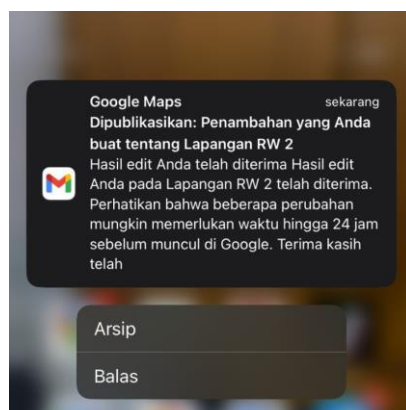 Google Maps sekarang
Dipublikasikan: Penambahan yang Anda
buat tentang Lapangan RW 2
Hasil edit Anda telah diterima Hasil edit
Anda pada Lapangan RW 2 telah diterima.
Perhatikan bahwa beberapa perubahan
mungkin memerlukan waktu hingga 24 jam
sebelum muncul di Google. Terima kasih
telah
Arsip
Balas